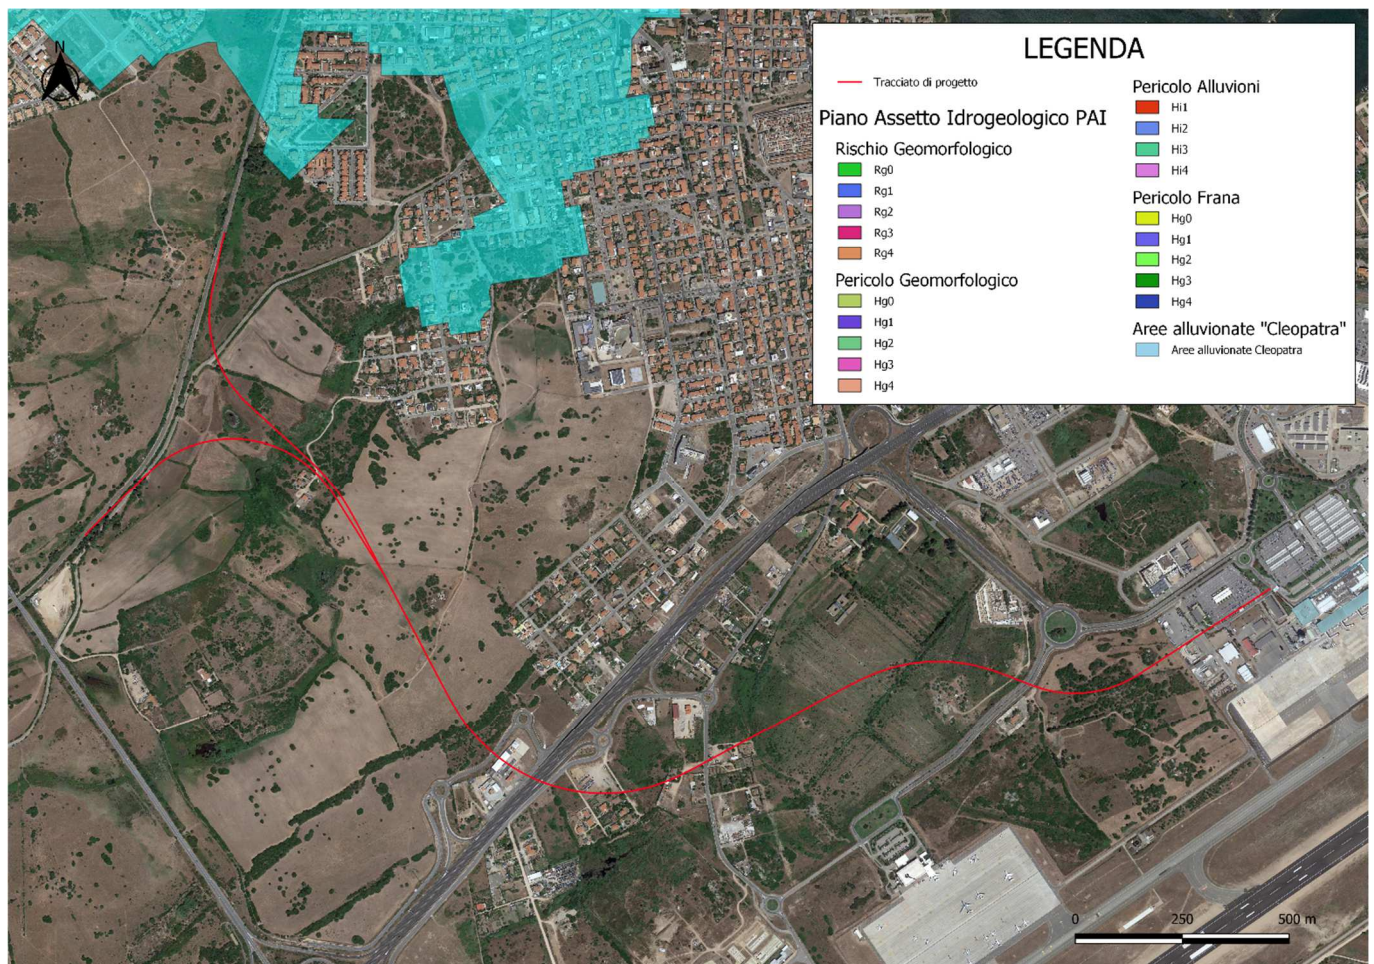 N
LEGENDA
Tracciato di progetto
Piano Assetto Idrogeologico PAI
Rischio Geomorfologico
Rg0
Rg1
Rg2
Rg3
Rg4
Pericolo Geomorfologico
Hg0
Hg1
Hg2
Hg3
Hg4
Pericolo Alluvioni
Hi1
Hi2
Hi3
Hi4
Pericolo Frana
Hg0
Hg1
Hg2
Hg3
Hg4
Aree alluvionate "Cleopatra"
Aree alluvionate Cleopatra
0 250 500 m